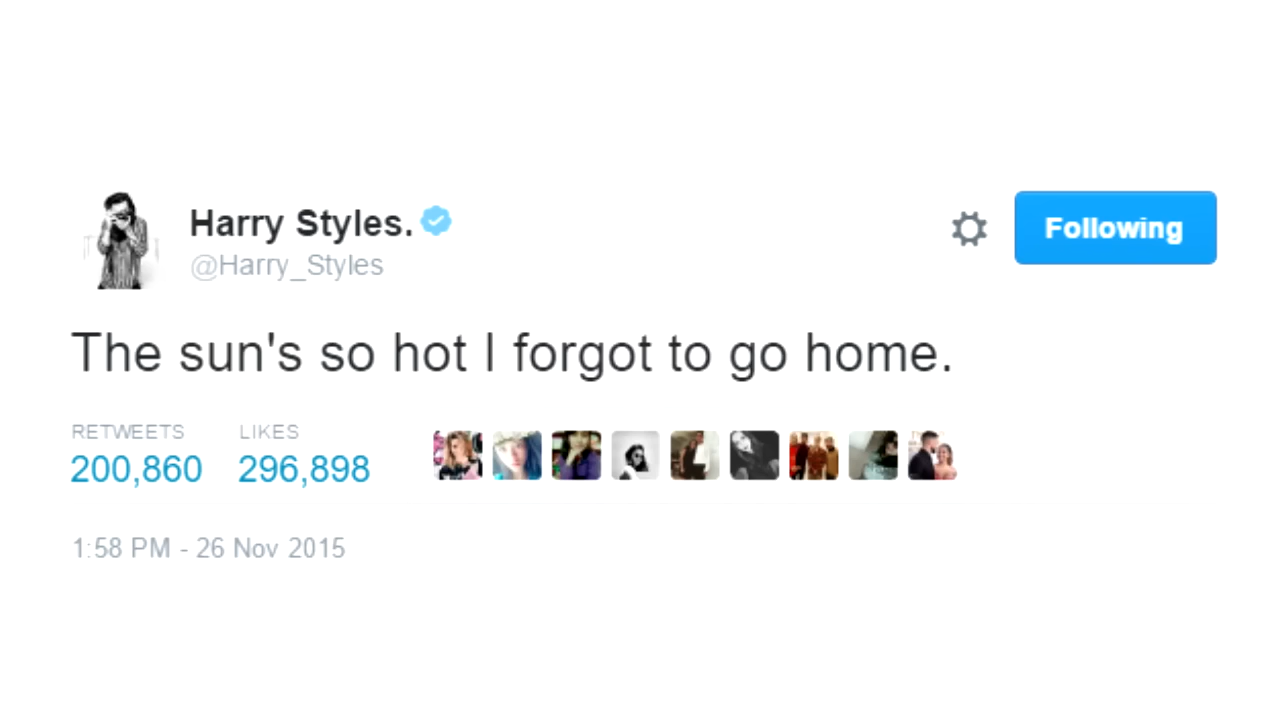 Harry Styles.
@Harry_Styles
Following
The sun's so hot I forgot to go home.
RETWEETS LIKES
200,860 296,898
1:58 PM - 26 Nov 2015